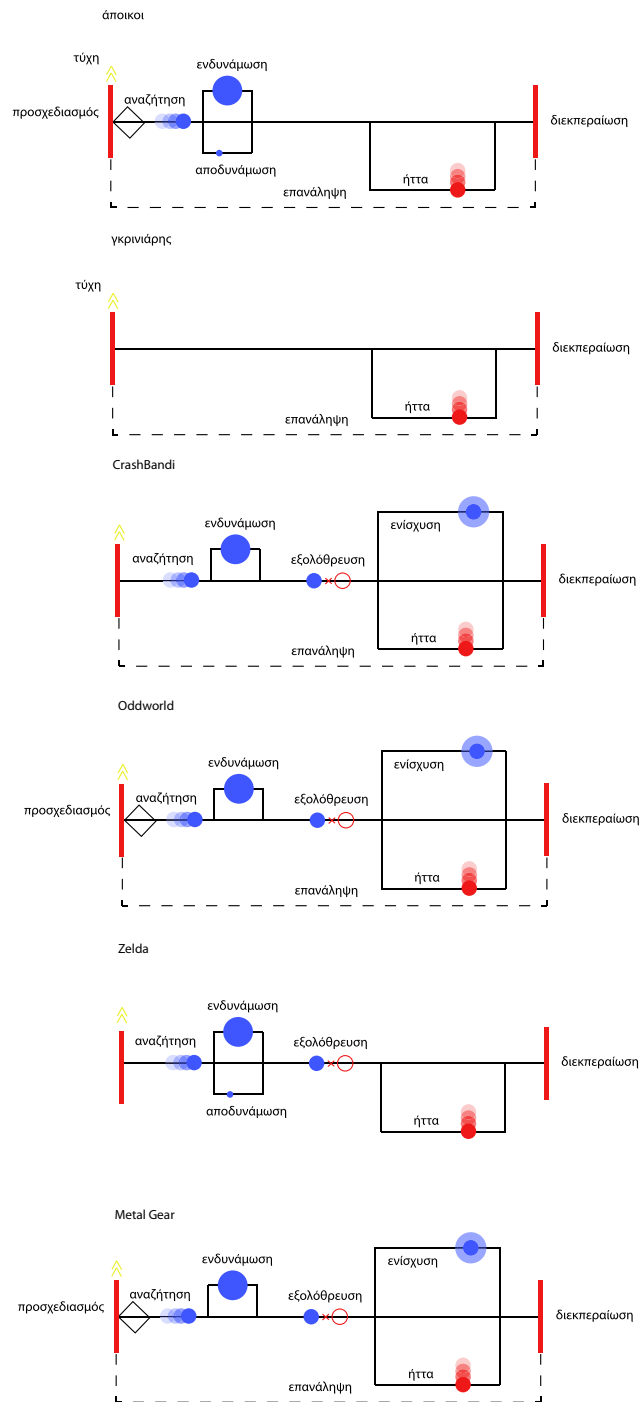 άποικοι
τύχη
ενδυνάμωση
αναζήτηση
προσχεδιασμός
διεκπεραίωση
αποδυνάμωση
ήττα
επανάληψη
γκρινιάρης
τύχη
διεκπεραίωση
ήττα
επανάληψη
CrashBandi
ενδυνάμωση
ενίσχυση
αναζήτηση
εξολόθρευση
διεκπεραίωση
ήττα
επανάληψη
Oddworld
ενδυνάμωση
ενίσχυση
αναζήτηση
εξολόθρευση
προσχεδιασμός
διεκπεραίωση
ήττα
επανάληψη
Zelda
ενδυνάμωση
αναζήτηση
εξολόθρευση
διεκπεραίωση
αποδυνάμωση
ήττα
Metal Gear
ενδυνάμωση
ενίσχυση
αναζήτηση
εξολόθρευση
προσχεδιασμός
διεκπεραίωση
ήττα
επανάληψη